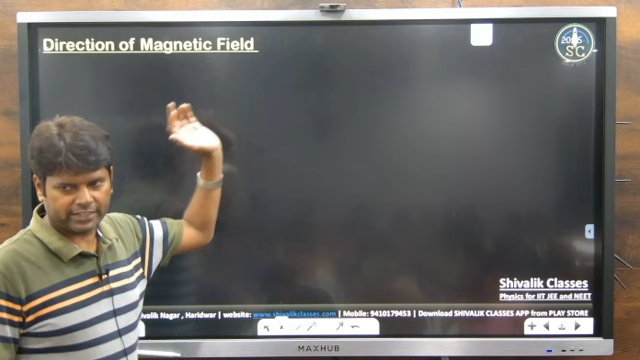 Direction of Magnetic Field
2005
SC
Shivalik Classes
Physics for IIT JEE and NEET
Nagar , Haridwar | website: www.shivalikclasses.com | Mobile: 9410179453 | Download SHIVALIK CLASSES APP from PLAY STORE
MAXHUB